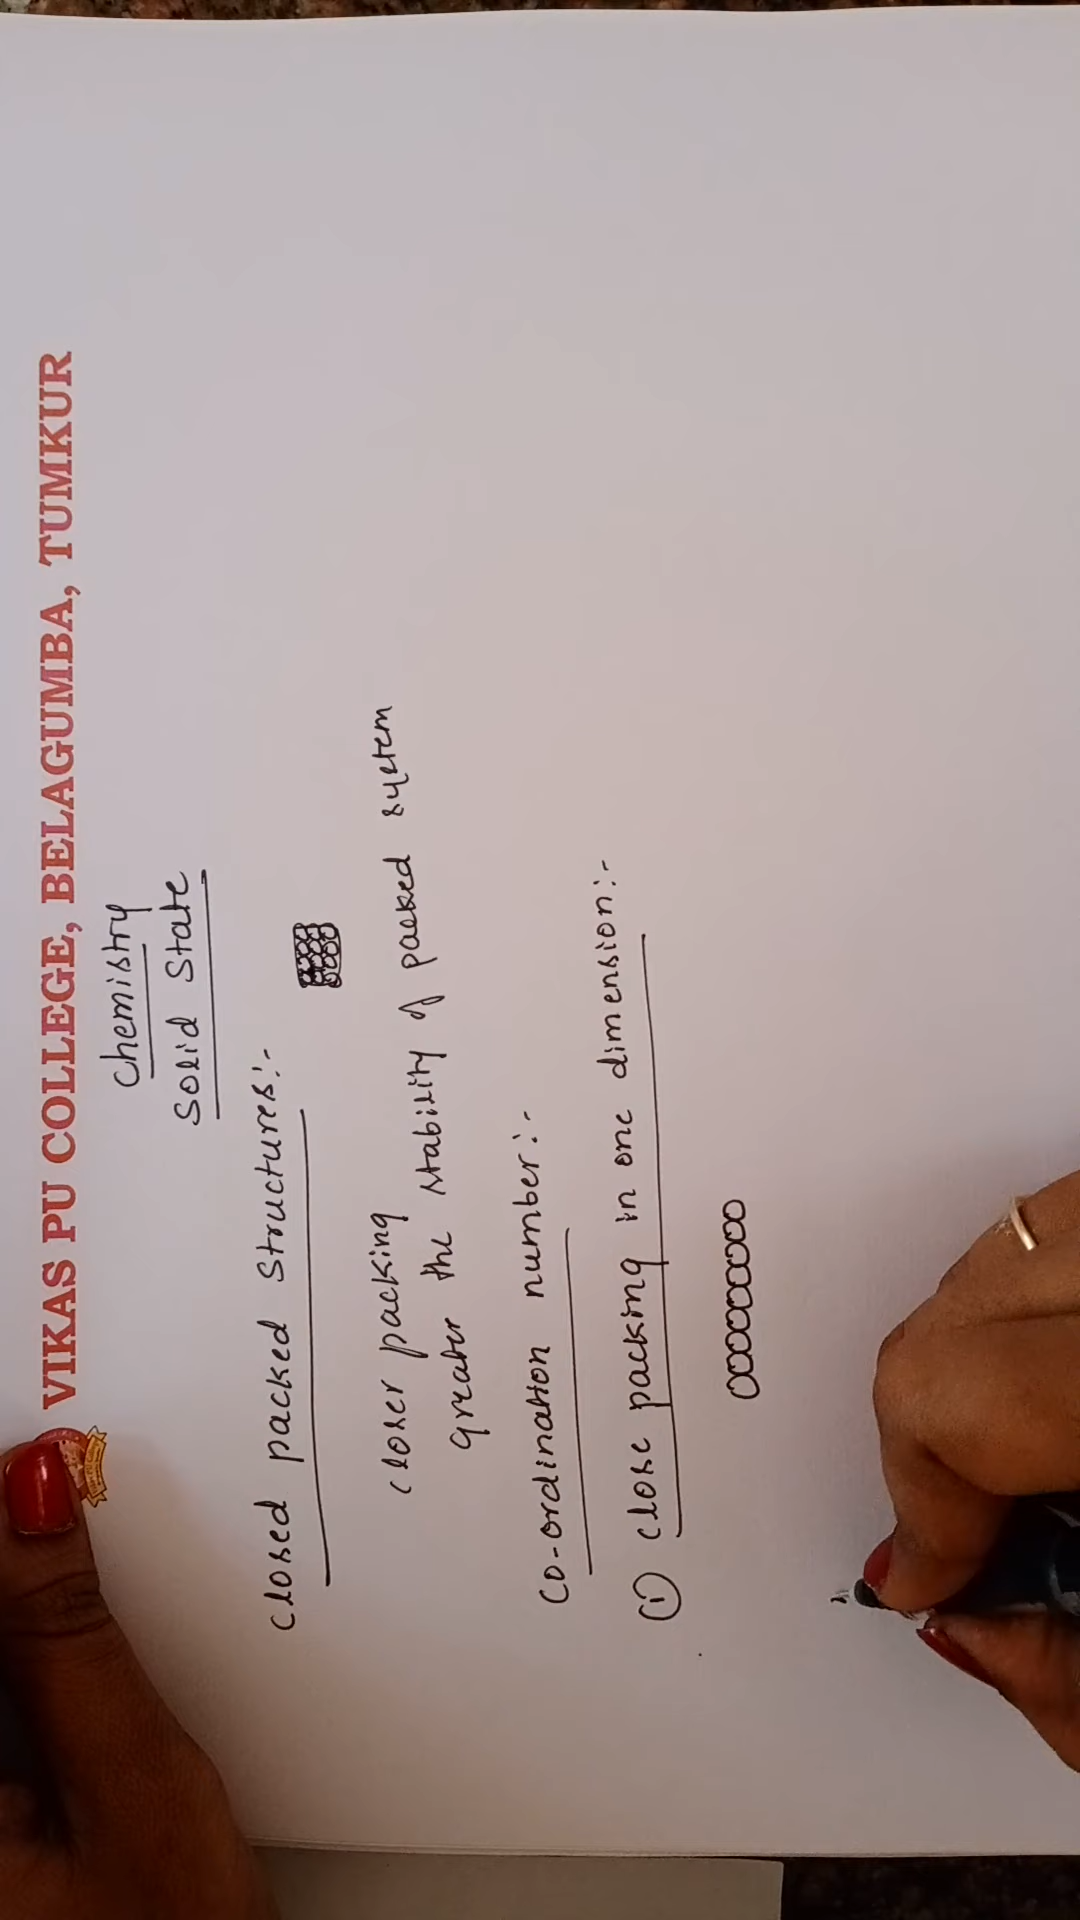 VIKAS PU COLLEGE, BELAGUMBA, TUMKUR
Chemistry
Solid State
Closed packed structures:-
Closer packing
greater the stability of packed system
Co-ordination number:-
(1) Close packing in one dimension:-